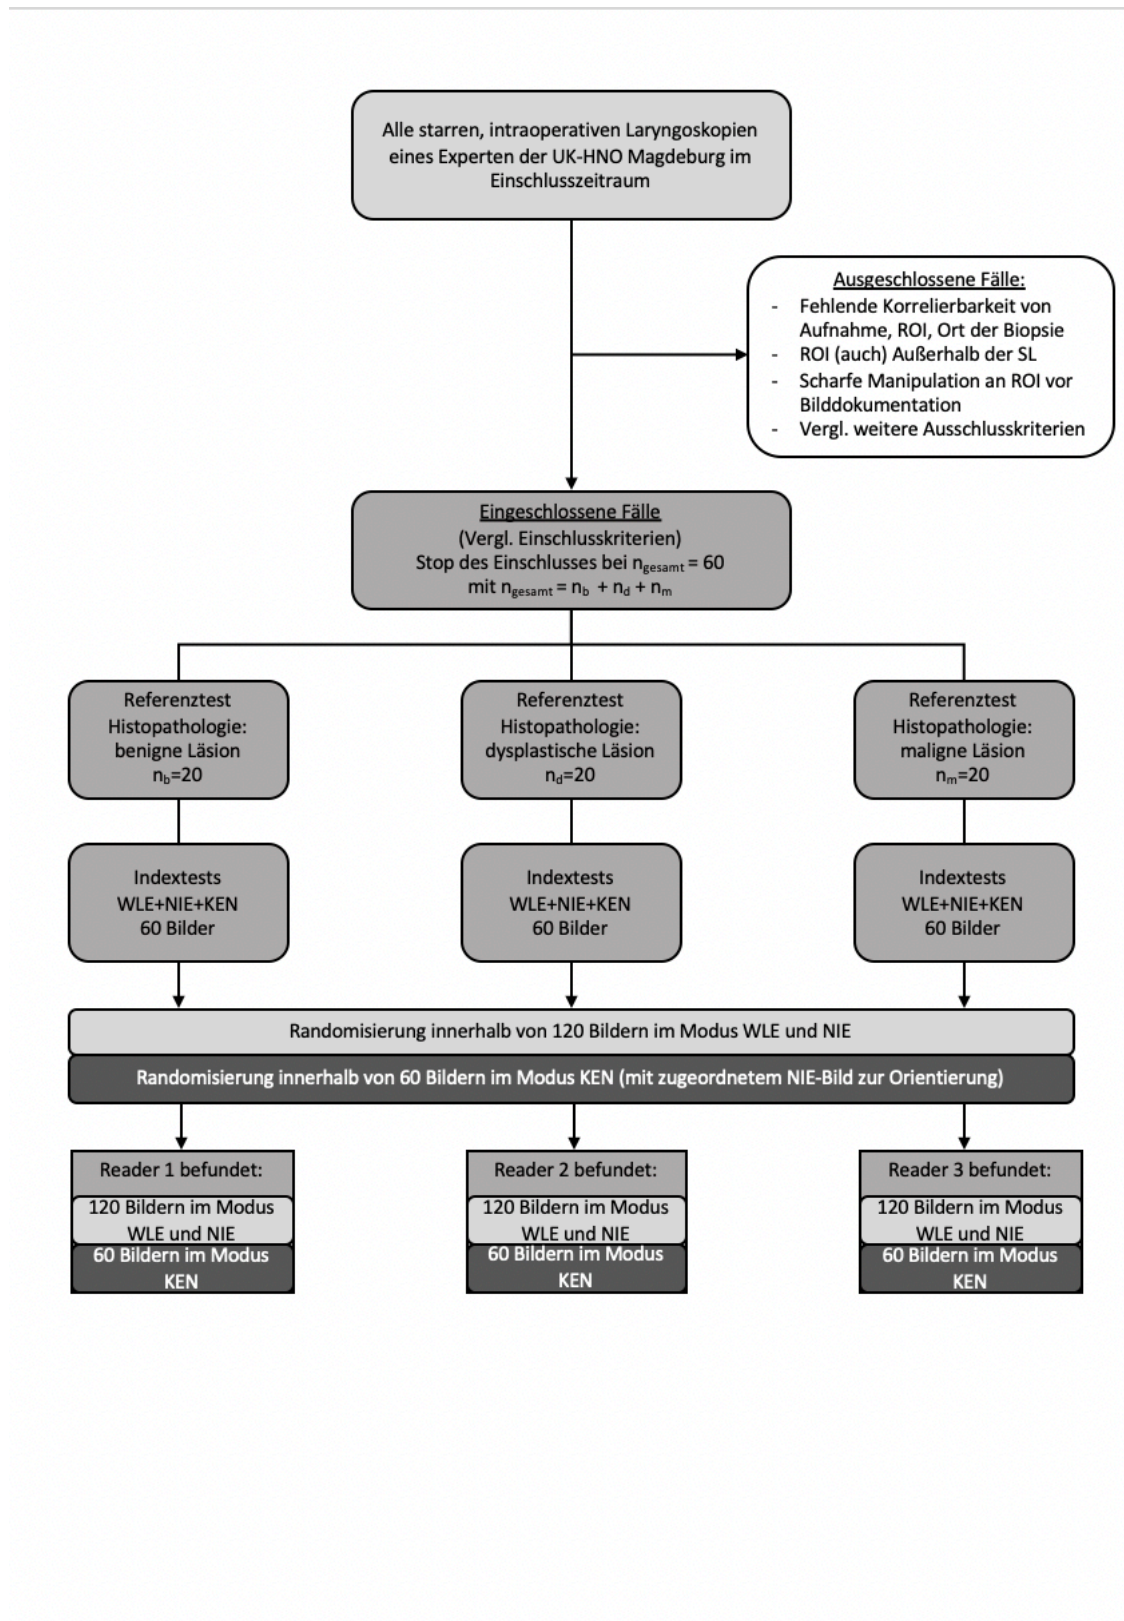 Alle starren, intraoperativen Laryngoskopien
eines Experten der UK-HNO Magdeburg im
Einschlusszeitraum
Ausgeschlossene Fälle:
- Fehlende Korrelierbarkeit von
Aufnahme, ROI, Ort der Biopsie
- ROI (auch) Außerhalb der SL
- Scharfe Manipulation an ROI vor
Bilddokumentation
- Vergl. weitere Ausschlusskriterien
Eingeschlossene Fälle
(Vergl. Einschlusskriterien)
Stop des Einschlusses bei ngesamt = 60
mit ngesamt = nb + nd + nm
Referenztest
Histopathologie:
benigne Läsion
nb=20
Referenztest
Histopathologie:
dysplastische Läsion
nd=20
Referenztest
Histopathologie:
maligne Läsion
nm=20
Indextests
WLE+NIE+KEN
60 Bilder
Indextests
WLE+NIE+KEN
60 Bilder
Indextests
WLE+NIE+KEN
60 Bilder
Randomisierung innerhalb von 120 Bildern im Modus WLE und NIE
Randomisierung innerhalb von 60 Bildern im Modus KEN (mit zugeordnetem NIE-Bild zur Orientierung)
Reader 1 befundet:
120 Bildern im Modus
WLE und NIE
60 Bildern im Modus
KEN
Reader 2 befundet:
120 Bildern im Modus
WLE und NIE
60 Bildern im Modus
KEN
Reader 3 befundet:
120 Bildern im Modus
WLE und NIE
60 Bildern im Modus
KEN